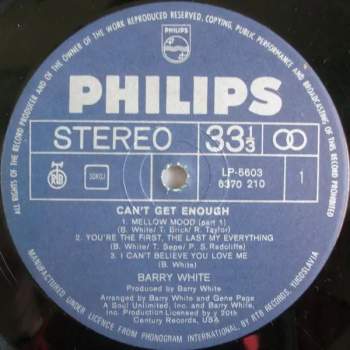 ALL RIGHTS OF THE RECORD PRODUCER AND OF THE OWNER OF THE WORK REPRODUCED RESERVED. COPYING, PUBLIC PERFORMANCE AND BROADCASTING OF THIS RECORD PROHIBITED
PHILIPS
PHILIPS
STEREO 33 1/3
RTB SOKOJ LP-5603
6370 210 1
CAN'T GET ENOUGH
1. MELLOW MOOD (part 1)
(B. White/ T. Brick/ R. Taylor)
2. YOU'RE THE FIRST, THE LAST MY EVERYTHING
(B. White/ T. Sepe/ P. S. Radcliffe)
3. I CAN'T BELIEVE YOU LOVE ME
(B. White)
BARRY WHITE
Produced by Barry White
Arranged by Barry White and Gene Page
A Soul Unlimited, Inc. and Barry White,
Inc. Production Licensed by y 20th
Century Records, USA
MANUFACTURED UNDER LICENCE FROM PHONOGRAM INTERNATIONAL BY RTB RECORDS, YUGOSLAVIA